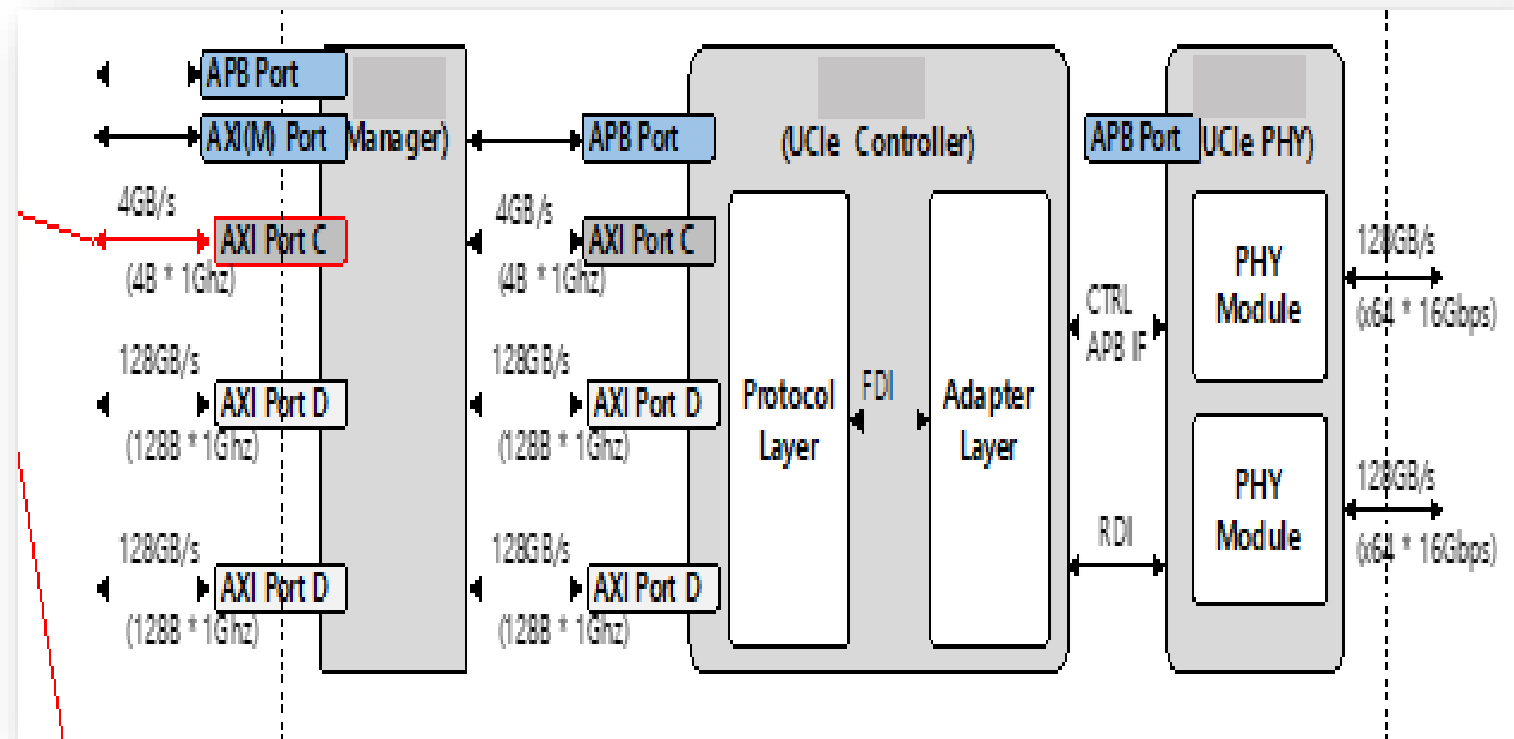 APB Port
AXI(M) Port
Manager)
4GB/s
AXI Port C
(4B * 1Ghz)
128GB/s
AXI Port D
(128B * 1Ghz)
128GB/s
AXI Port D
(128B * 1Ghz)
APB Port
4GB/s
AXI Port C
(4B * 1Ghz)
128GB/s
AXI Port D
(128B * 1Ghz)
128GB/s
AXI Port D
(128B * 1Ghz)
(UCIe Controller)
Protocol
Layer
FDI
Adapter
Layer
CTRL
APB IF
RDI
APB Port
UCIe PHY)
PHY
Module
PHY
Module
128GB/s
(x64 * 16Gbps)
128GB/s
(x64 * 16Gbps)